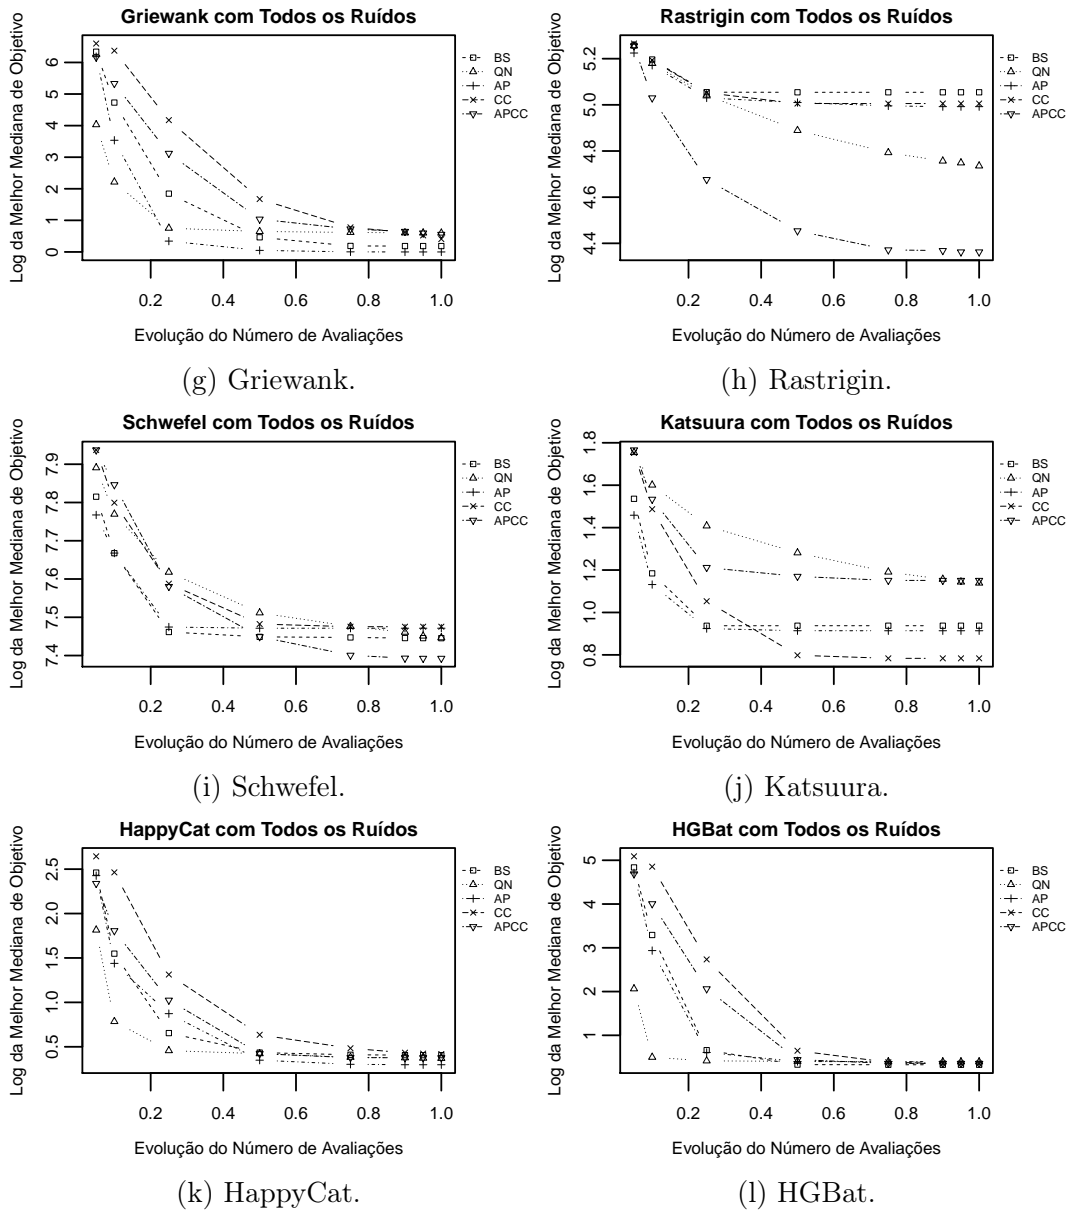 Griewank com Todos os Ruídos
Log da Melhor Mediana de Objetivo
6
5
4
3
2
1
0
0.2 0.4 0.6 0.8 1.0
Evolução do Número de Avaliações
BS
QN
AP
CC
APCC
(g) Griewank.
Rastrigin com Todos os Ruídos
Log da Melhor Mediana de Objetivo
5.2
5.0
4.8
4.6
4.4
0.2 0.4 0.6 0.8 1.0
Evolução do Número de Avaliações
BS
QN
AP
CC
APCC
(h) Rastrigin.
Schwefel com Todos os Ruídos
Log da Melhor Mediana de Objetivo
7.9
7.8
7.7
7.6
7.5
7.4
0.2 0.4 0.6 0.8 1.0
Evolução do Número de Avaliações
BS
QN
AP
CC
APCC
(i) Schwefel.
Katsuura com Todos os Ruídos
Log da Melhor Mediana de Objetivo
1.8
1.6
1.4
1.2
1.0
0.8
0.2 0.4 0.6 0.8 1.0
Evolução do Número de Avaliações
BS
QN
AP
CC
APCC
(j) Katsuura.
HappyCat com Todos os Ruídos
Log da Melhor Mediana de Objetivo
2.5
2.0
1.5
1.0
0.5
0.2 0.4 0.6 0.8 1.0
Evolução do Número de Avaliações
BS
QN
AP
CC
APCC
(k) HappyCat.
HGBat com Todos os Ruídos
Log da Melhor Mediana de Objetivo
5
4
3
2
1
0.2 0.4 0.6 0.8 1.0
Evolução do Número de Avaliações
BS
QN
AP
CC
APCC
(l) HGBat.